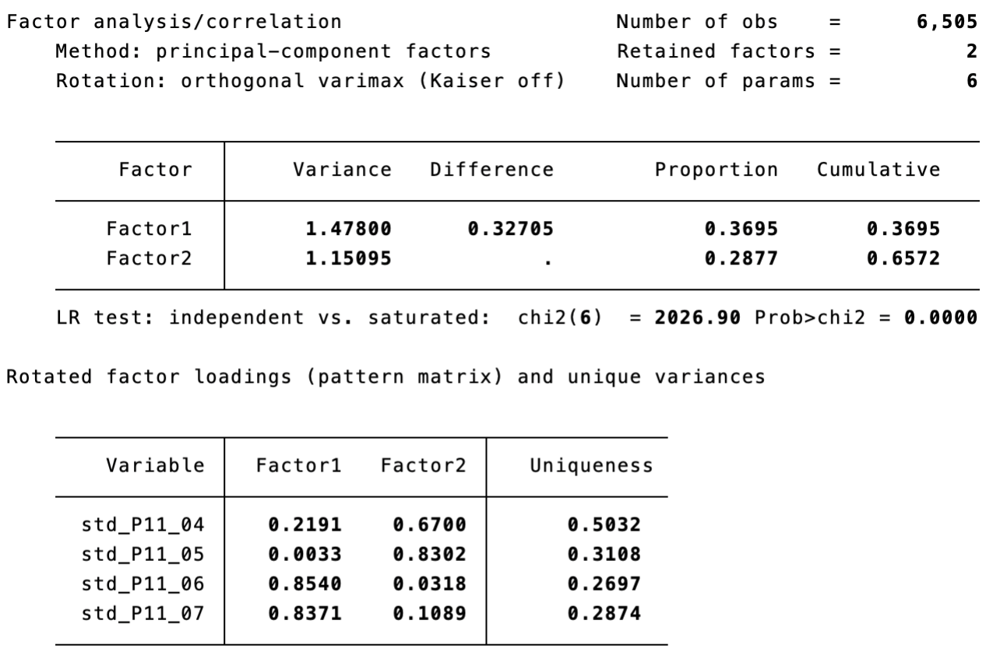 Factor analysis/correlation                      Number of obs    =      6,505
    Method: principal-component factors          Retained factors =          2
    Rotation: orthogonal varimax (Kaiser off)    Number of params =          6
Factor Variance Difference Proportion Cumulative
Factor1 1.47800 0.32705 0.3695 0.3695
Factor2 1.15095 . 0.2877 0.6572
LR test: independent vs. saturated: chi2(6) = 2026.90 Prob>chi2 = 0.0000
Rotated factor loadings (pattern matrix) and unique variances
Variable Factor1 Factor2 Uniqueness
std_P11_04 0.2191 0.6700 0.5032
std_P11_05 0.0033 0.8302 0.3108
std_P11_06 0.8540 0.0318 0.2697
std_P11_07 0.8371 0.1089 0.2874